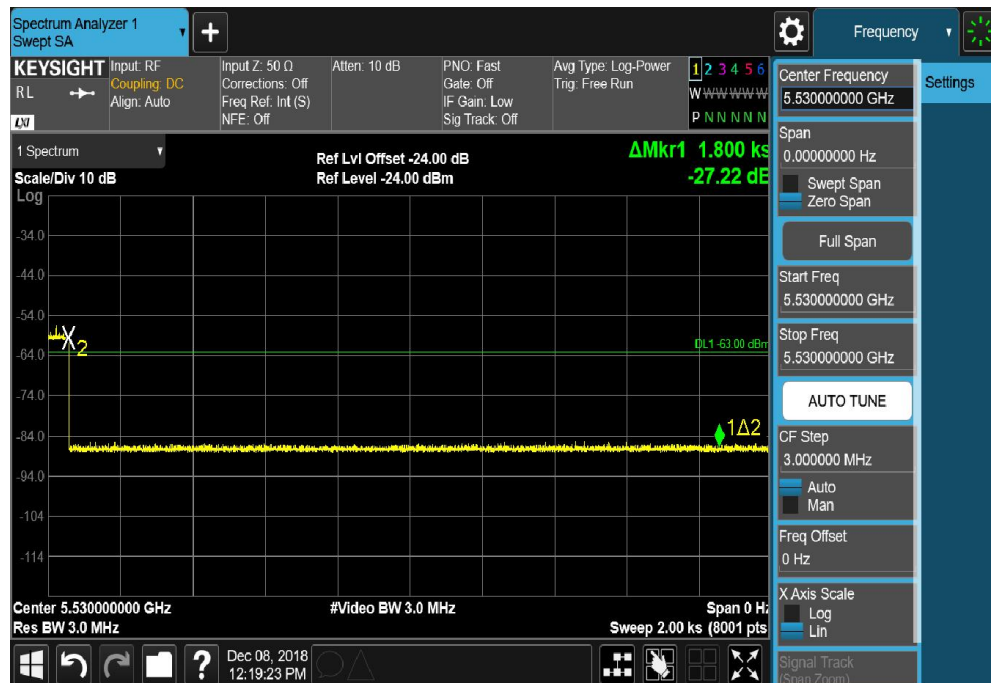 Spectrum Analyzer 1
Swept SA
+
Frequency
KEYSIGHT
RL
LXI
Input: RF
Coupling: DC
Align: Auto
Input Z: 50 Ω
Corrections: Off
Freq Ref: Int (S)
NFE: Off
Atten: 10 dB
PNO: Fast
Gate: Off
IF Gain: Low
Sig Track: Off
Avg Type: Log-Power
Trig: Free Run
1 2 3 4 5 6
W W W W W W
P N N N N N
1 Spectrum
Scale/Div 10 dB
Log
Ref Lvl Offset -24.00 dB
Ref Level -24.00 dBm
ΔMkr1 1.800 ks
-27.22 dB
-34.0
-44.0
-54.0
-64.0
-74.0
-84.0
-94.0
-104
-114
X2
DL1 -63.00 dBm
1Δ2
Center 5.530000000 GHz
Res BW 3.0 MHz
#Video BW 3.0 MHz
Span 0 Hz
Sweep 2.00 ks (8001 pts
Dec 08, 2018
12:19:23 PM
?
Center Frequency
5.530000000 GHz
Span
0.00000000 Hz
Swept Span
Zero Span
Full Span
Start Freq
5.530000000 GHz
Stop Freq
5.530000000 GHz
AUTO TUNE
CF Step
3.000000 MHz
Auto
Man
Freq Offset
0 Hz
X Axis Scale
Log
Lin
Signal Track
(Span Zoom)
Settings